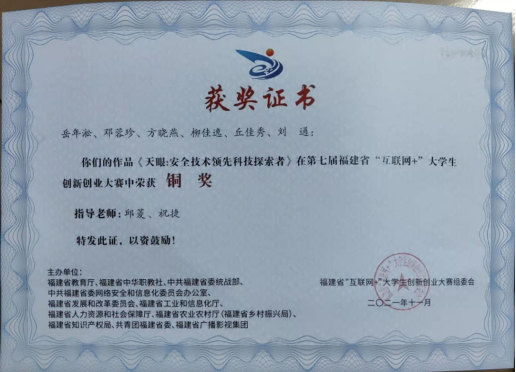 获奖证书
岳年淞、邓蓉珍、方晓燕、柳佳逸、丘佳秀、刘通：
你们的作品《天眼:安全技术领先科技探索者》在第七届福建省“互联网+”大学生
创新创业大赛中荣获 铜奖
指导老师：邱菱、祝捷
特发此证，以资鼓励！
主办单位：
福建省教育厅、福建省中华职教社、中共福建省委统战部、
中共福建省委网络安全和信息化委员会办公室、
福建省发展和改革委员会、福建省工业和信息化厅、
福建省人力资源和社会保障厅、福建省农业农村厅（福建省乡村振兴局）、
福建省知识产权局、共青团福建省委、福建省广播影视集团
福建省“互联网+”大学生创新创业大赛组委会
二〇二一年十一月